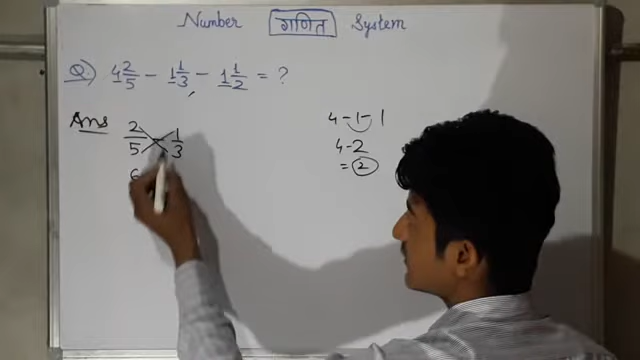 Number गणित System
Q.) 4 2/5 - 1 1/3 - 1 1/2 = ?
Ans
2/5 - 1/3
6
4-1-1
4-2
= 2